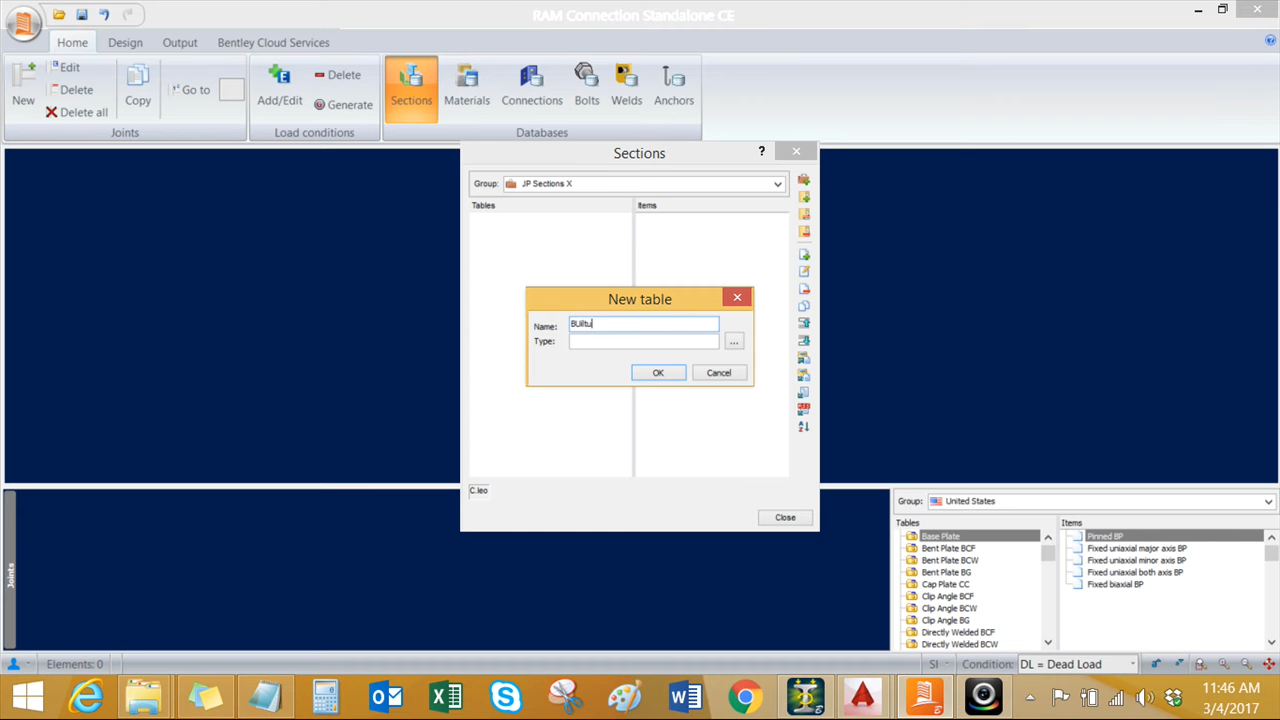 RAM Connection Standalone CE
Home
Design
Output
Bentley Cloud Services
New
Edit
Delete
Delete all
Copy
Go to
Joints
Add/Edit
Delete
Generate
Load conditions
Sections
Materials
Connections
Bolts
Welds
Anchors
Databases
Sections
?
Group:
JP Sections X
Tables
Items
New table
Name:
BUiltu
Type:
...
OK
Cancel
C.leo
Close
Group:
United States
Tables
Items
Base Plate
Bent Plate BCF
Bent Plate BCW
Bent Plate BG
Cap Plate CC
Clip Angle BCF
Clip Angle BCW
Clip Angle BG
Directly Welded BCF
Directly Welded BCW
Pinned BP
Fixed uniaxial major axis BP
Fixed uniaxial minor axis BP
Fixed uniaxial both axis BP
Fixed biaxial BP
Joints
Elements: 0
SI
Condition:
DL = Dead Load
11:46 AM
3/4/2017